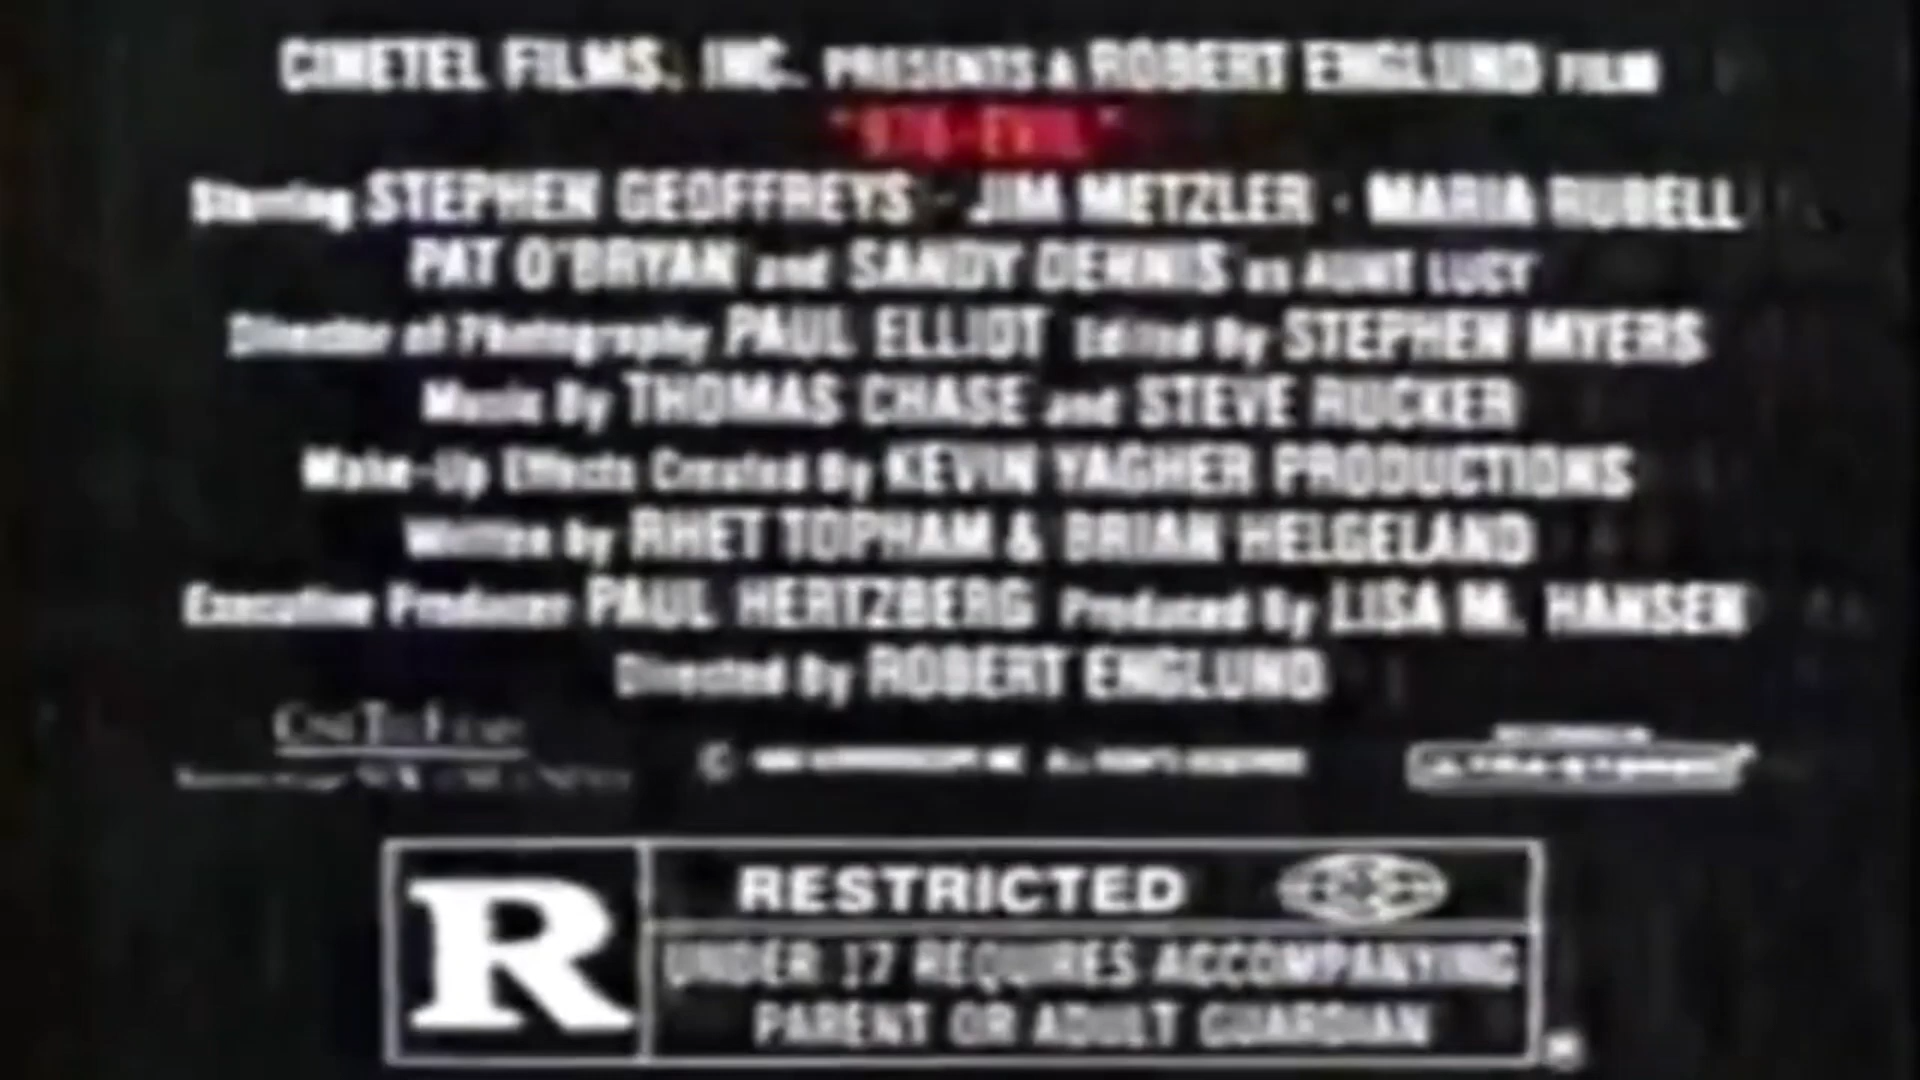 CINETEL FILMS, INC. PRESENTS A ROBERT ENGLUND FILM
"976-EVIL"
Starring STEPHEN GEOFFREYS · JIM METZLER · MARIA RUBELL
PAT O'BRYAN and SANDY DENNIS as AUNT LUCY
Director of Photography PAUL ELLIOT Edited By STEPHEN MYERS
Music By THOMAS CHASE and STEVE RUCKER
Make-Up Effects Created By KEVIN YAGHER PRODUCTIONS
Written by RHET TOPHAM & BRIAN HELGELAND
Executive Producer PAUL HERTZBERG Produced By LISA M. HANSEN
Directed By ROBERT ENGLUND
©
ULTRA-STEREO
R
RESTRICTED
UNDER 17 REQUIRES ACCOMPANYING
PARENT OR ADULT GUARDIAN